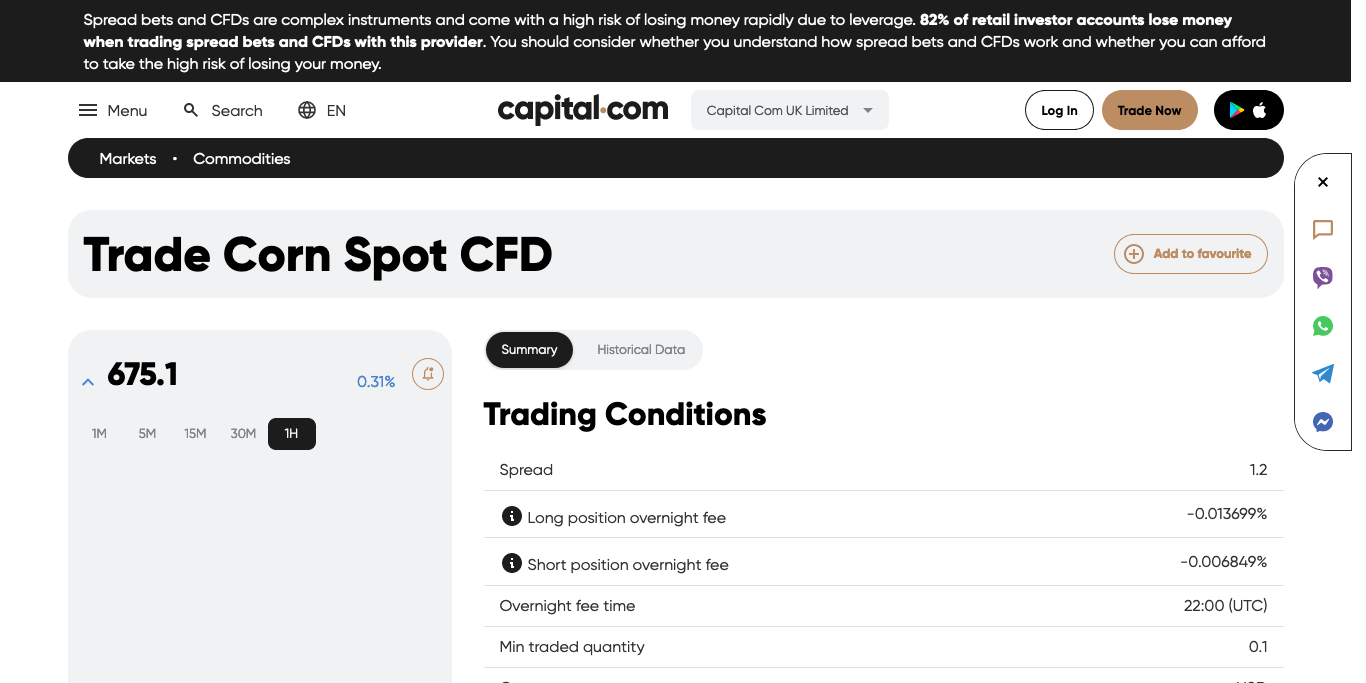 Spread bets and CFDs are complex instruments and come with a high risk of losing money rapidly due to leverage. 82% of retail investor accounts lose money
when trading spread bets and CFDs with this provider. You should consider whether you understand how spread bets and CFDs work and whether you can afford
to take the high risk of losing your money.
Menu Search EN capital.com Capital Com UK Limited Log In Trade Now
Markets • Commodities
Trade Corn Spot CFD Add to favourite
675.1 0.31%
1M 5M 15M 30M 1H
Summary Historical Data
Trading Conditions
Spread 1.2
Long position overnight fee -0.013699%
Short position overnight fee -0.006849%
Overnight fee time 22:00 (UTC)
Min traded quantity 0.1